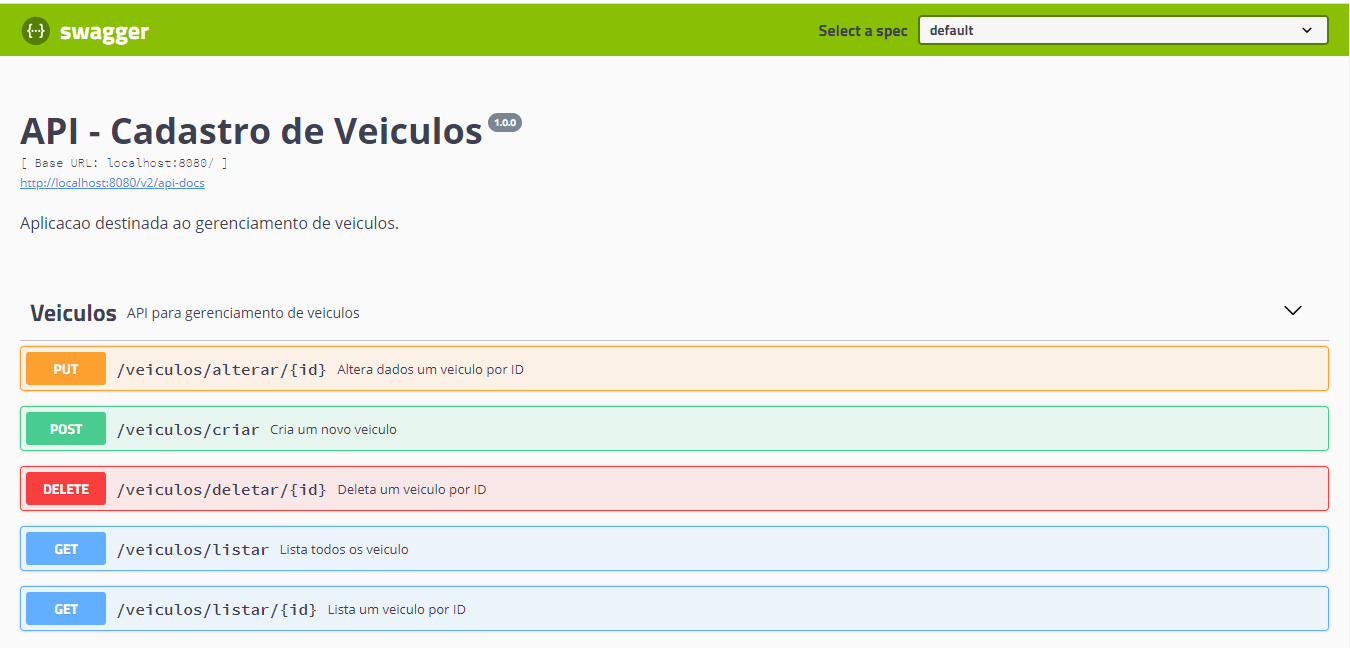 swagger
Select a spec default
API - Cadastro de Veiculos 1.0.0
[ Base URL: localhost:8080/ ]
http://localhost:8080/v2/api-docs
Aplicacao destinada ao gerenciamento de veiculos.
Veiculos API para gerenciamento de veiculos
PUT /veiculos/alterar/{id} Altera dados um veiculo por ID
POST /veiculos/criar Cria um novo veiculo
DELETE /veiculos/deletar/{id} Deleta um veiculo por ID
GET /veiculos/listar Lista todos os veiculo
GET /veiculos/listar/{id} Lista um veiculo por ID